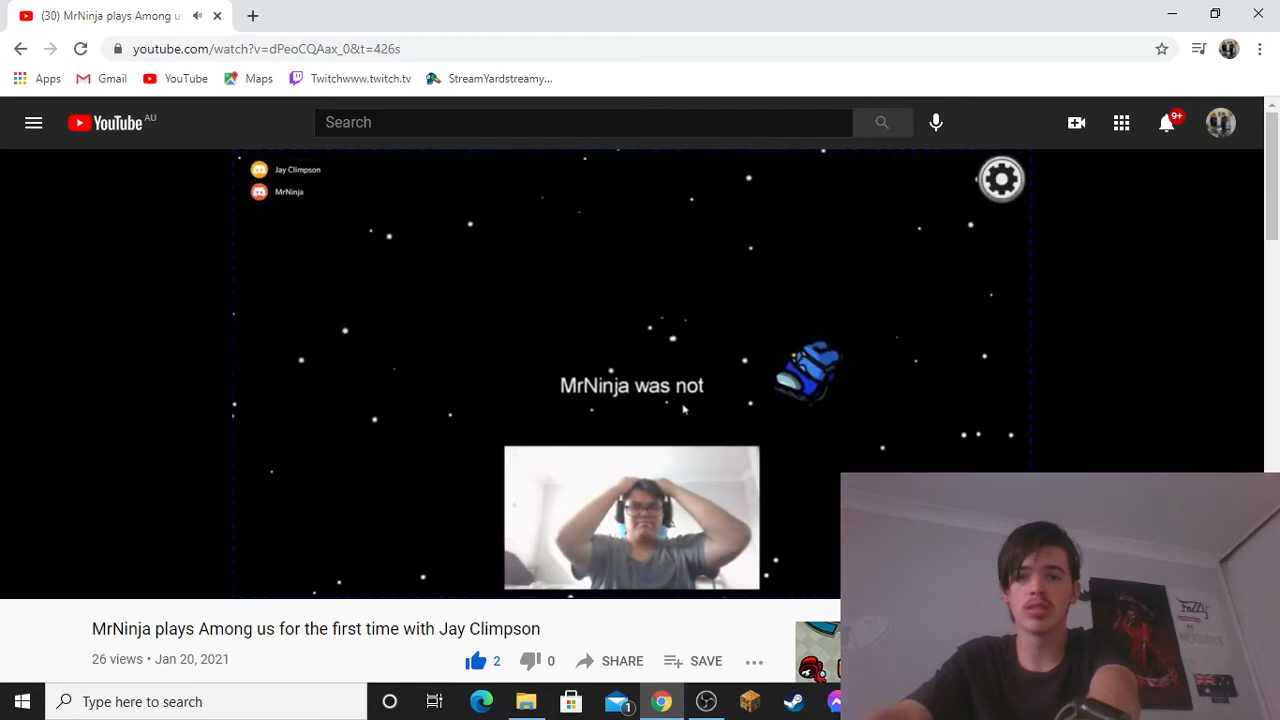 (30) MrNinja plays Among us
youtube.com/watch?v=dPeoCQAax_0&t=426s
Apps Gmail YouTube Maps Twitchwww.twitch.tv StreamYardstreamy...
YouTube AU
Search
9+
Jay Climpson
MrNinja
MrNinja was not
MrNinja plays Among us for the first time with Jay Climpson
26 views • Jan 20, 2021
2 0 SHARE SAVE ...
Type here to search
1